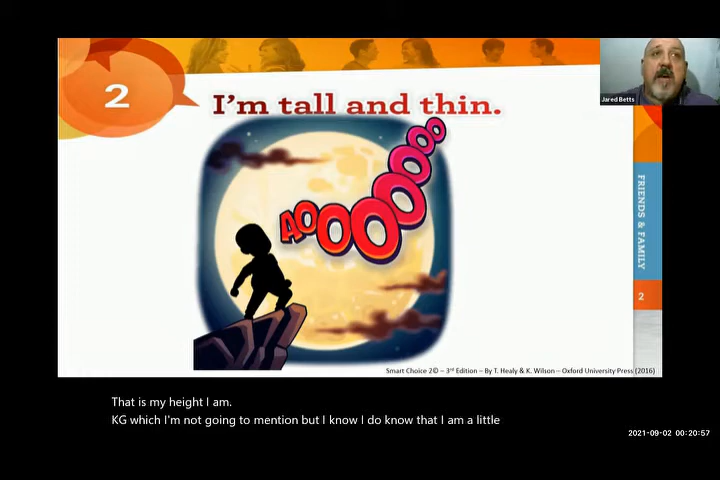 2
I'm tall and thin.
AOOOOOOOO
Jared Betts
FRIENDS & FAMILY
2
Smart Choice 2© – 3rd Edition – By T. Healy & K. Wilson – Oxford University Press (2016)
That is my height I am.
KG which I'm not going to mention but I know I do know that I am a little
2021-09-02 00:20:57